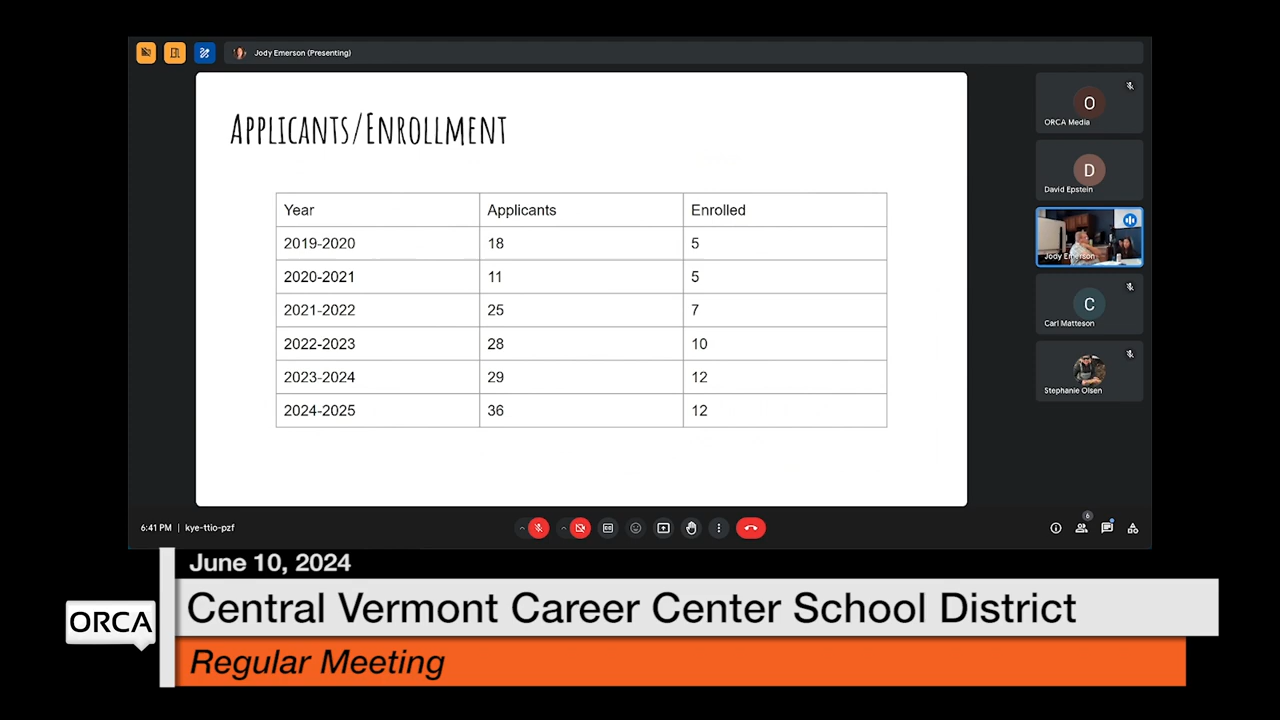 Jody Emerson (Presenting)
APPLICANTS/ENROLLMENT
Year Applicants Enrolled
2019-2020 18 5
2020-2021 11 5
2021-2022 25 7
2022-2023 28 10
2023-2024 29 12
2024-2025 36 12
O
ORCA Media
D
David Epstein
Jody Emerson
C
Carl Matteson
Stephanie Olsen
6:41 PM | kye-ttio-pzf
6
June 10, 2024
ORCA
Central Vermont Career Center School District
Regular Meeting